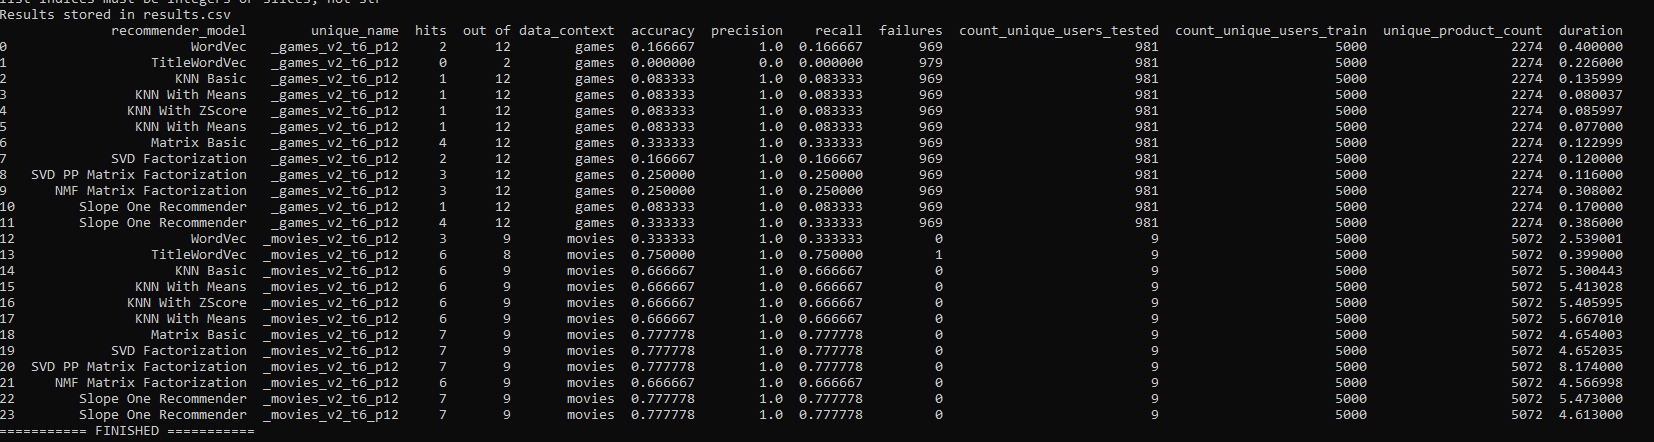 list indices must be integers or slices, not str
Results stored in results.csv
recommender_model unique_name hits out of data_context accuracy precision recall failures count_unique_users_tested count_unique_users_train unique_product_count duration
0 WordVec _games_v2_t6_p12 2 12 games 0.166667 1.0 0.166667 969 981 5000 2274 0.400000
1 TitleWordVec _games_v2_t6_p12 0 2 games 0.000000 0.0 0.000000 979 981 5000 2274 0.226000
2 KNN Basic _games_v2_t6_p12 1 12 games 0.083333 1.0 0.083333 969 981 5000 2274 0.135999
3 KNN With Means _games_v2_t6_p12 1 12 games 0.083333 1.0 0.083333 969 981 5000 2274 0.080037
4 KNN With ZScore _games_v2_t6_p12 1 12 games 0.083333 1.0 0.083333 969 981 5000 2274 0.085997
5 KNN With Means _games_v2_t6_p12 1 12 games 0.083333 1.0 0.083333 969 981 5000 2274 0.077000
6 Matrix Basic _games_v2_t6_p12 4 12 games 0.333333 1.0 0.333333 969 981 5000 2274 0.122999
7 SVD Factorization _games_v2_t6_p12 2 12 games 0.166667 1.0 0.166667 969 981 5000 2274 0.120000
8 SVD PP Matrix Factorization _games_v2_t6_p12 3 12 games 0.250000 1.0 0.250000 969 981 5000 2274 0.116000
9 NMF Matrix Factorization _games_v2_t6_p12 3 12 games 0.250000 1.0 0.250000 969 981 5000 2274 0.308002
10 Slope One Recommender _games_v2_t6_p12 1 12 games 0.083333 1.0 0.083333 969 981 5000 2274 0.170000
11 Slope One Recommender _games_v2_t6_p12 4 12 games 0.333333 1.0 0.333333 969 981 5000 2274 0.386000
12 WordVec _movies_v2_t6_p12 3 9 movies 0.333333 1.0 0.333333 0 9 5000 5072 2.539001
13 TitleWordVec _movies_v2_t6_p12 6 8 movies 0.750000 1.0 0.750000 1 9 5000 5072 0.399000
14 KNN Basic _movies_v2_t6_p12 6 9 movies 0.666667 1.0 0.666667 0 9 5000 5072 5.300443
15 KNN With Means _movies_v2_t6_p12 6 9 movies 0.666667 1.0 0.666667 0 9 5000 5072 5.413028
16 KNN With ZScore _movies_v2_t6_p12 6 9 movies 0.666667 1.0 0.666667 0 9 5000 5072 5.405995
17 KNN With Means _movies_v2_t6_p12 6 9 movies 0.666667 1.0 0.666667 0 9 5000 5072 5.667010
18 Matrix Basic _movies_v2_t6_p12 7 9 movies 0.777778 1.0 0.777778 0 9 5000 5072 4.654003
19 SVD Factorization _movies_v2_t6_p12 7 9 movies 0.777778 1.0 0.777778 0 9 5000 5072 4.652035
20 SVD PP Matrix Factorization _movies_v2_t6_p12 7 9 movies 0.777778 1.0 0.777778 0 9 5000 5072 8.174000
21 NMF Matrix Factorization _movies_v2_t6_p12 6 9 movies 0.666667 1.0 0.666667 0 9 5000 5072 4.566998
22 Slope One Recommender _movies_v2_t6_p12 7 9 movies 0.777778 1.0 0.777778 0 9 5000 5072 5.473000
23 Slope One Recommender _movies_v2_t6_p12 7 9 movies 0.777778 1.0 0.777778 0 9 5000 5072 4.613000
=========== FINISHED ===========